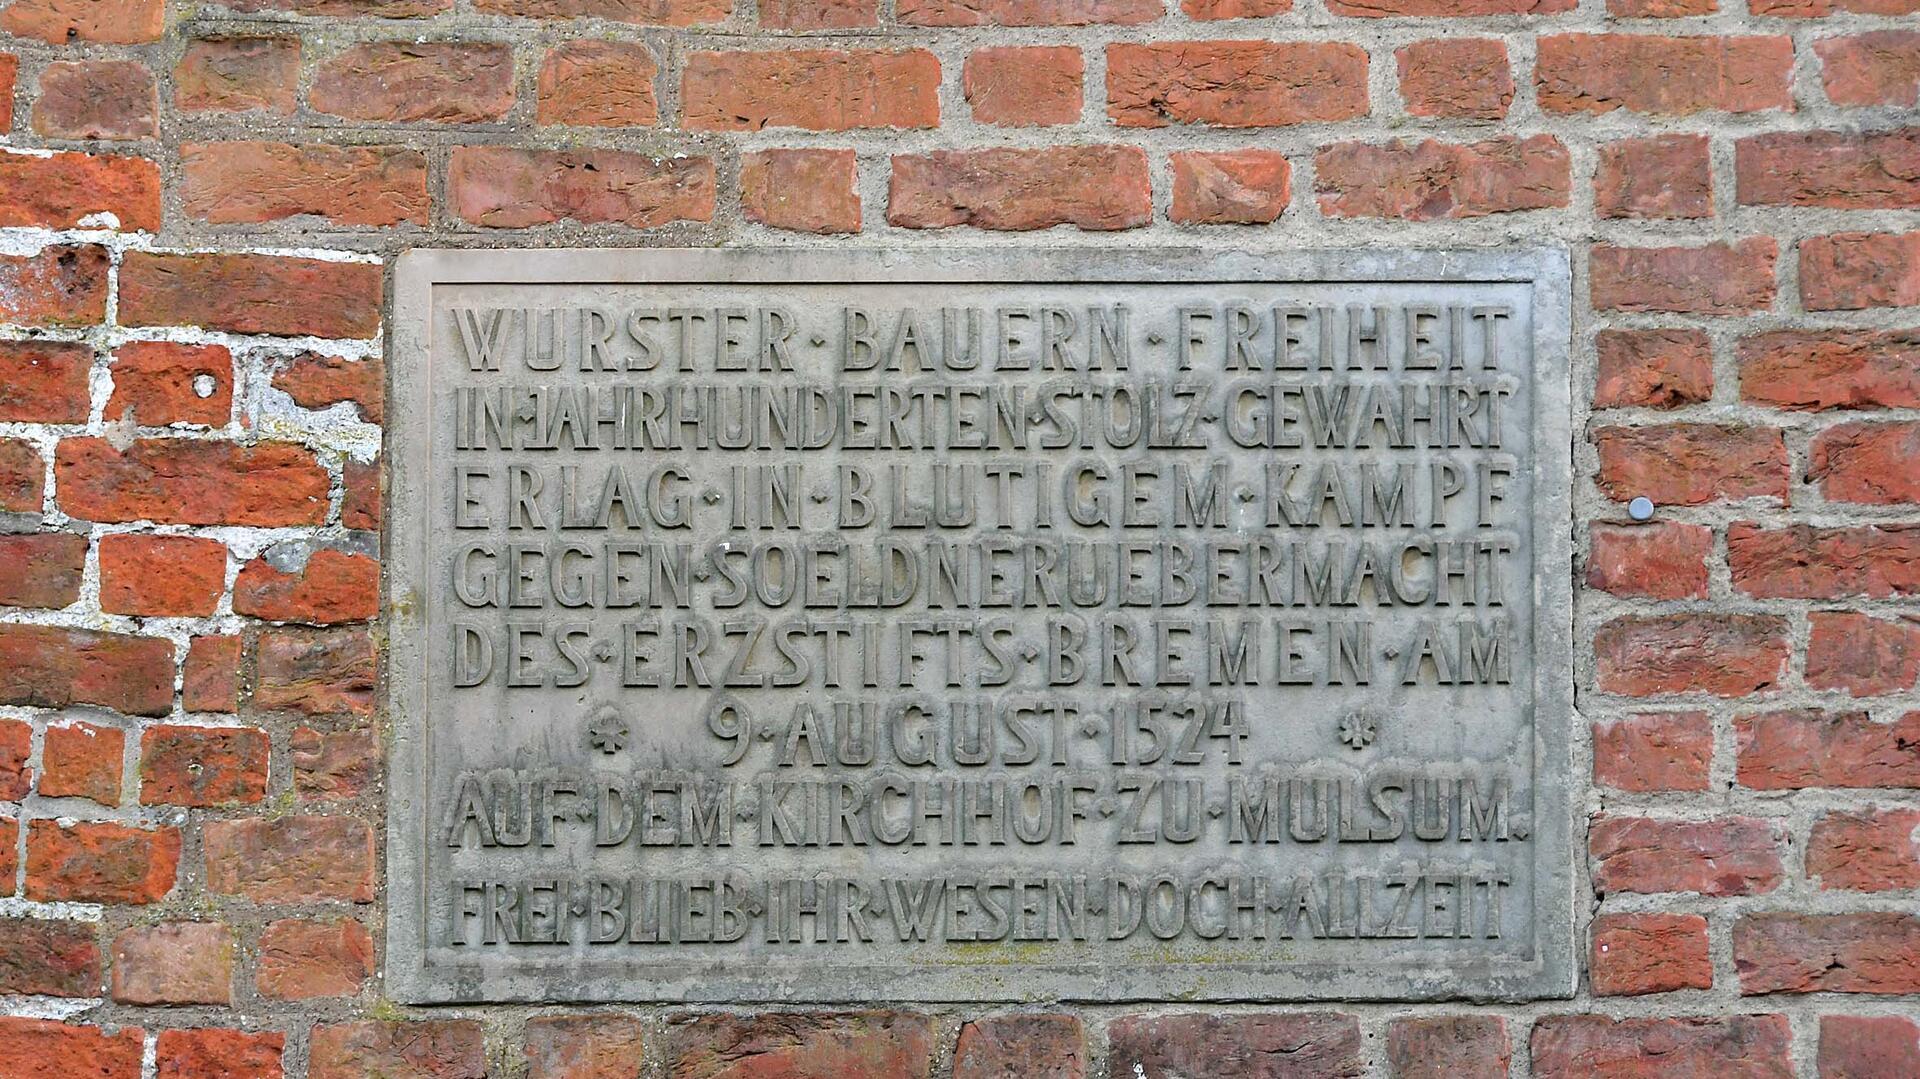 WURSTER · BAUERN · FREIHEIT
IN · JAHRHUNDERTEN · STOLZ · GEWAHRT
ERLAG · IN · BLUTIGEM · KAMPF
GEGEN · SOELDNERUEBERMACHT
DES · ERZSTIFTS · BREMEN · AM
* 9 · AUGUST · 1524 *
AUF · DEM · KIRCHHOF · ZU · MULSUM.
FREI · BLIEB · IHR · WESEN · DOCH · ALLZEIT